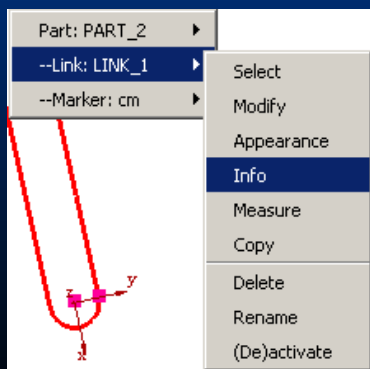 Part: PART_2
--Link: LINK_1
--Marker: cm
Select
Modify
Appearance
Info
Measure
Copy
Delete
Rename
(De)activate
z
y
x